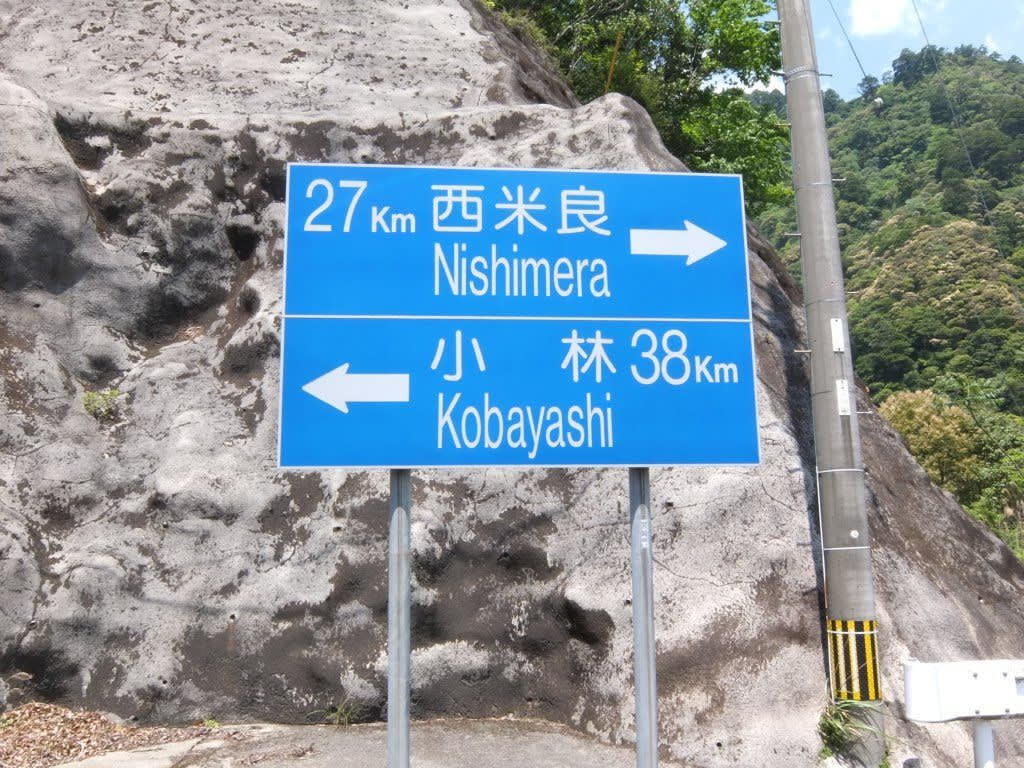 27Km 西米良
Nishimera
小 林 38Km
Kobayashi